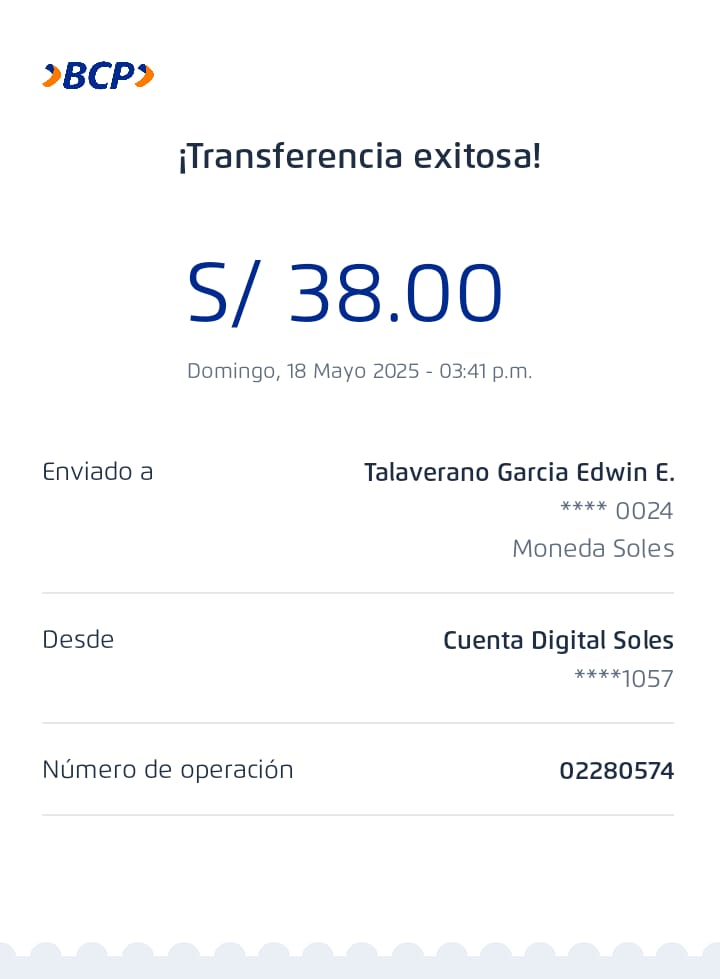 BCP
¡Transferencia exitosa!
S/ 38.00
Domingo, 18 Mayo 2025 - 03:41 p.m.
Enviado a Talaverano Garcia Edwin E.
**** 0024
Moneda Soles
Desde Cuenta Digital Soles
****1057
Número de operación 02280574